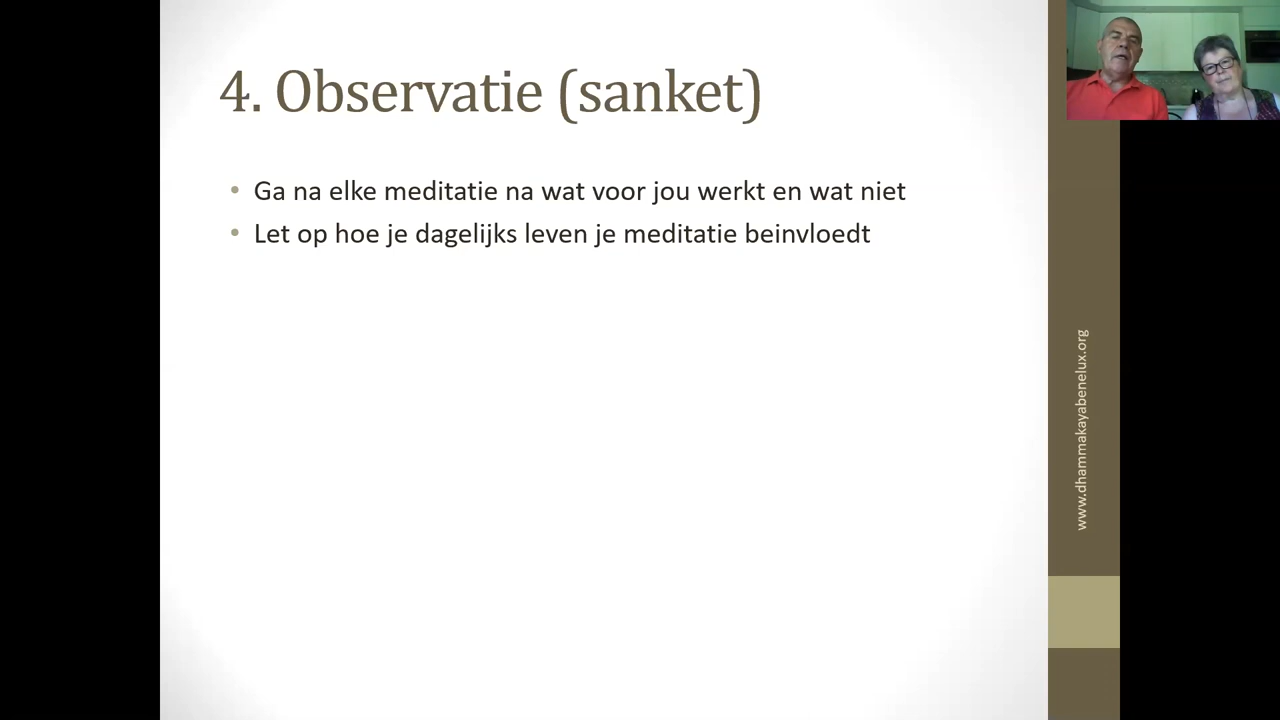 4. Observatie (sanket)
• Ga na elke meditatie na wat voor jou werkt en wat niet
• Let op hoe je dagelijks leven je meditatie beinvloedt
www.dhammakayabenelux.org